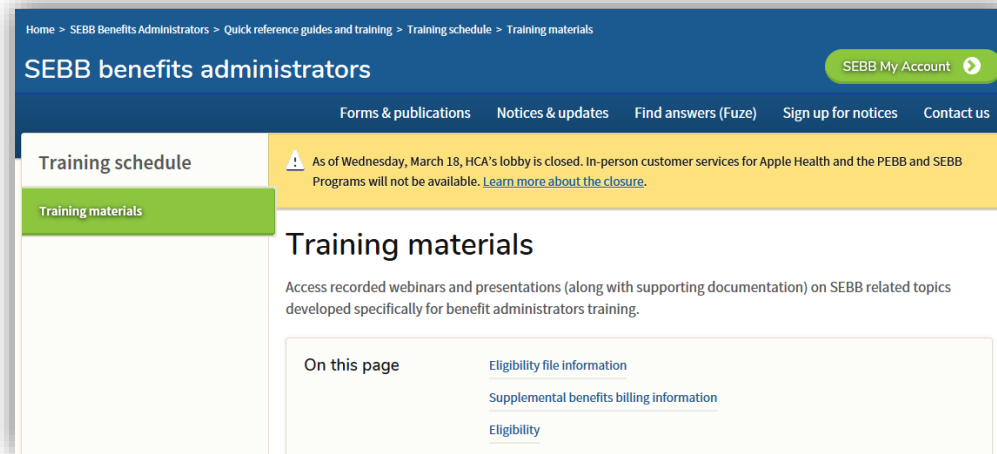 Home > SEBB Benefits Administrators > Quick reference guides and training > Training schedule > Training materials
SEBB benefits administrators
SEBB My Account
Forms & publications Notices & updates Find answers (Fuze) Sign up for notices Contact us
Training schedule
Training materials
As of Wednesday, March 18, HCA's lobby is closed. In-person customer services for Apple Health and the PEBB and SEBB
Programs will not be available. Learn more about the closure.
Training materials
Access recorded webinars and presentations (along with supporting documentation) on SEBB related topics
developed specifically for benefit administrators training.
On this page
Eligibility file information
Supplemental benefits billing information
Eligibility